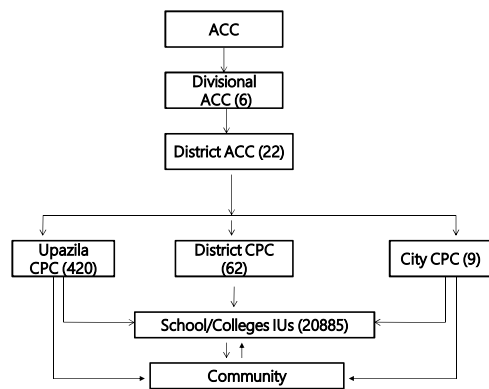 ACC
Divisional
ACC (6)
District ACC (22)
Upazila
CPC (420)
District CPC
(62)
City CPC (9)
School/Colleges IUs (20885)
Community